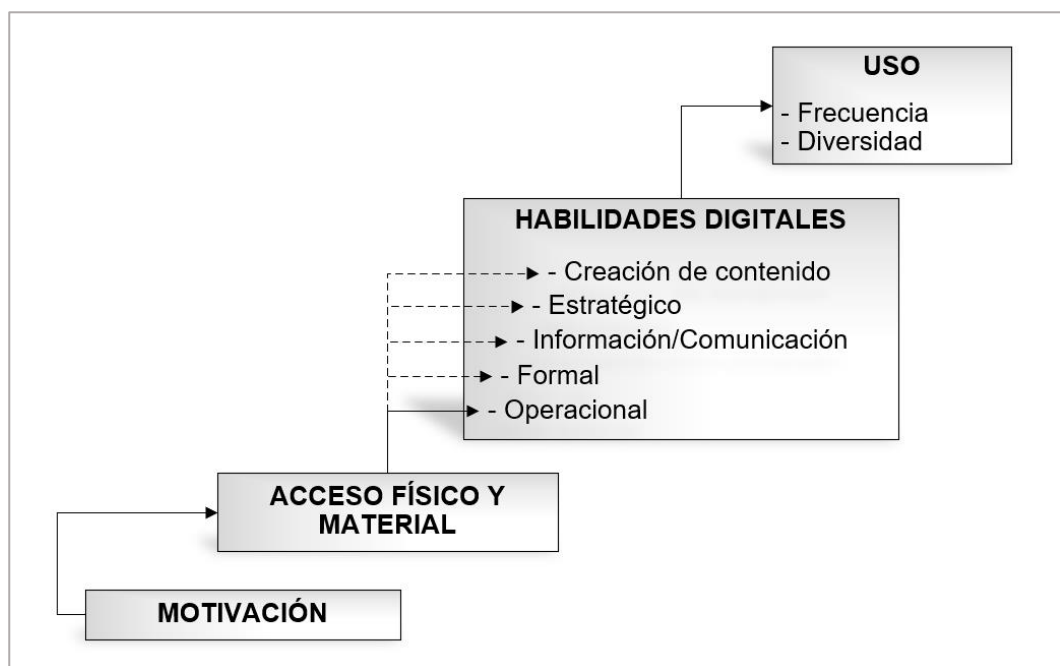 USO
- Frecuencia
- Diversidad
HABILIDADES DIGITALES
- Creación de contenido
- Estratégico
- Información/Comunicación
- Formal
- Operacional
ACCESO FÍSICO Y
MATERIAL
MOTIVACIÓN